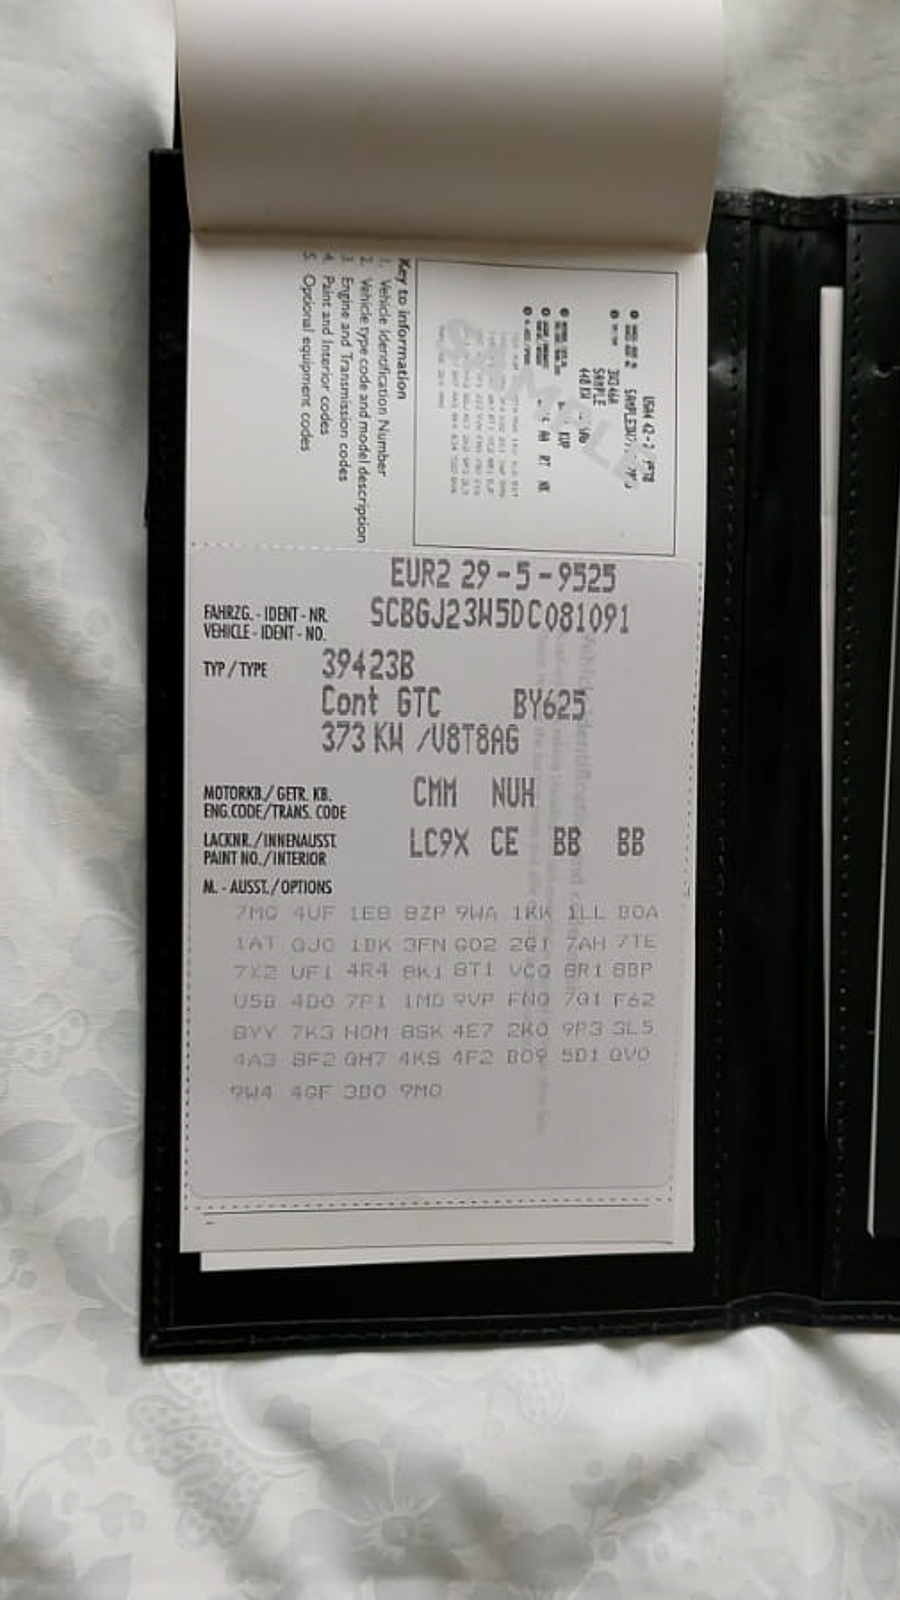 Key to information
1. Vehicle Identification Number
2. Vehicle type code and model description
3. Engine and Transmission codes
4. Paint and Interior codes
5. Optional equipment codes
SAMPLE
EUR2 29-5-9525
FAHRZG.-IDENT-NR. SCBGJ23W5DC081091
VEHICLE-IDENT-NO.
TYP/TYPE 39423B
Cont GTC BY625
373 KW /V8T8AG
MOTORKB./GETR. KB. CMM NUH
ENG.CODE/TRANS. CODE
LACKNR./INNENAUSST. LC9X CE BB BB
PAINT NO./INTERIOR
M.-AUSST./OPTIONS
7MG 4UF 1E8 8ZP 9WA 1KK 1LL B0A
1AT QJ0 1BK 3FN G02 2G1 7AH 7TE
7X2 UF1 4R4 8K1 8T1 VC0 8R1 8BP
U5B 4D0 7P1 1MD 9VP FN0 7Q1 F62
BYY 7K3 H0M 8SK 4E7 2K0 9P3 3L5
4A3 8F2 QH7 4KS 4F2 B09 5D1 QV0
9W4 4GF 3B0 9M0